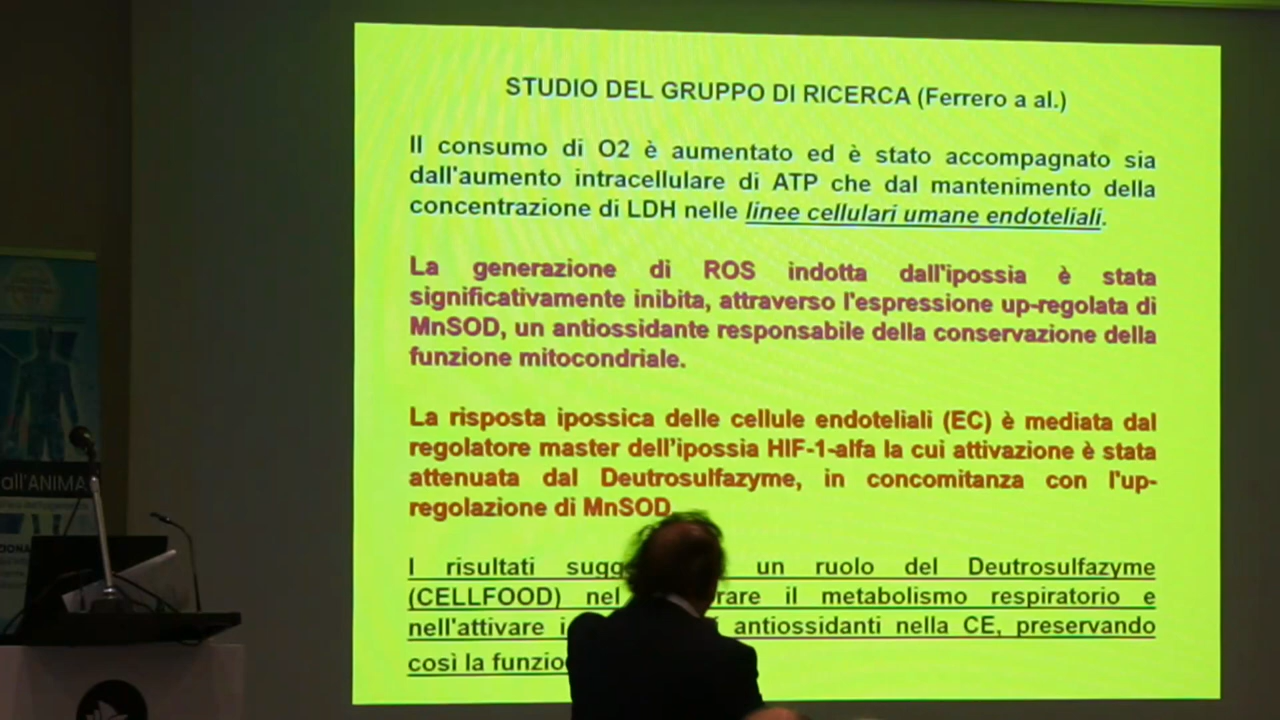 STUDIO DEL GRUPPO DI RICERCA (Ferrero a al.)
Il consumo di O2 è aumentato ed è stato accompagnato sia
dall'aumento intracellulare di ATP che dal mantenimento della
concentrazione di LDH nelle linee cellulari umane endoteliali.
La generazione di ROS indotta dall'ipossia è stata
significativamente inibita, attraverso l'espressione up-regolata di
MnSOD, un antiossidante responsabile della conservazione della
funzione mitocondriale.
La risposta ipossica delle cellule endoteliali (EC) è mediata dal
regolatore master dell'ipossia HIF-1-alfa la cui attivazione è stata
attenuata dal Deutrosulfazyme, in concomitanza con l'up-
regolazione di MnSOD
I risultati un ruolo del Deutrosulfazyme
(CELLFOOD) nel il metabolismo respiratorio e
nell'attivare antiossidanti nella CE, preservando
così la
all'ANIMA